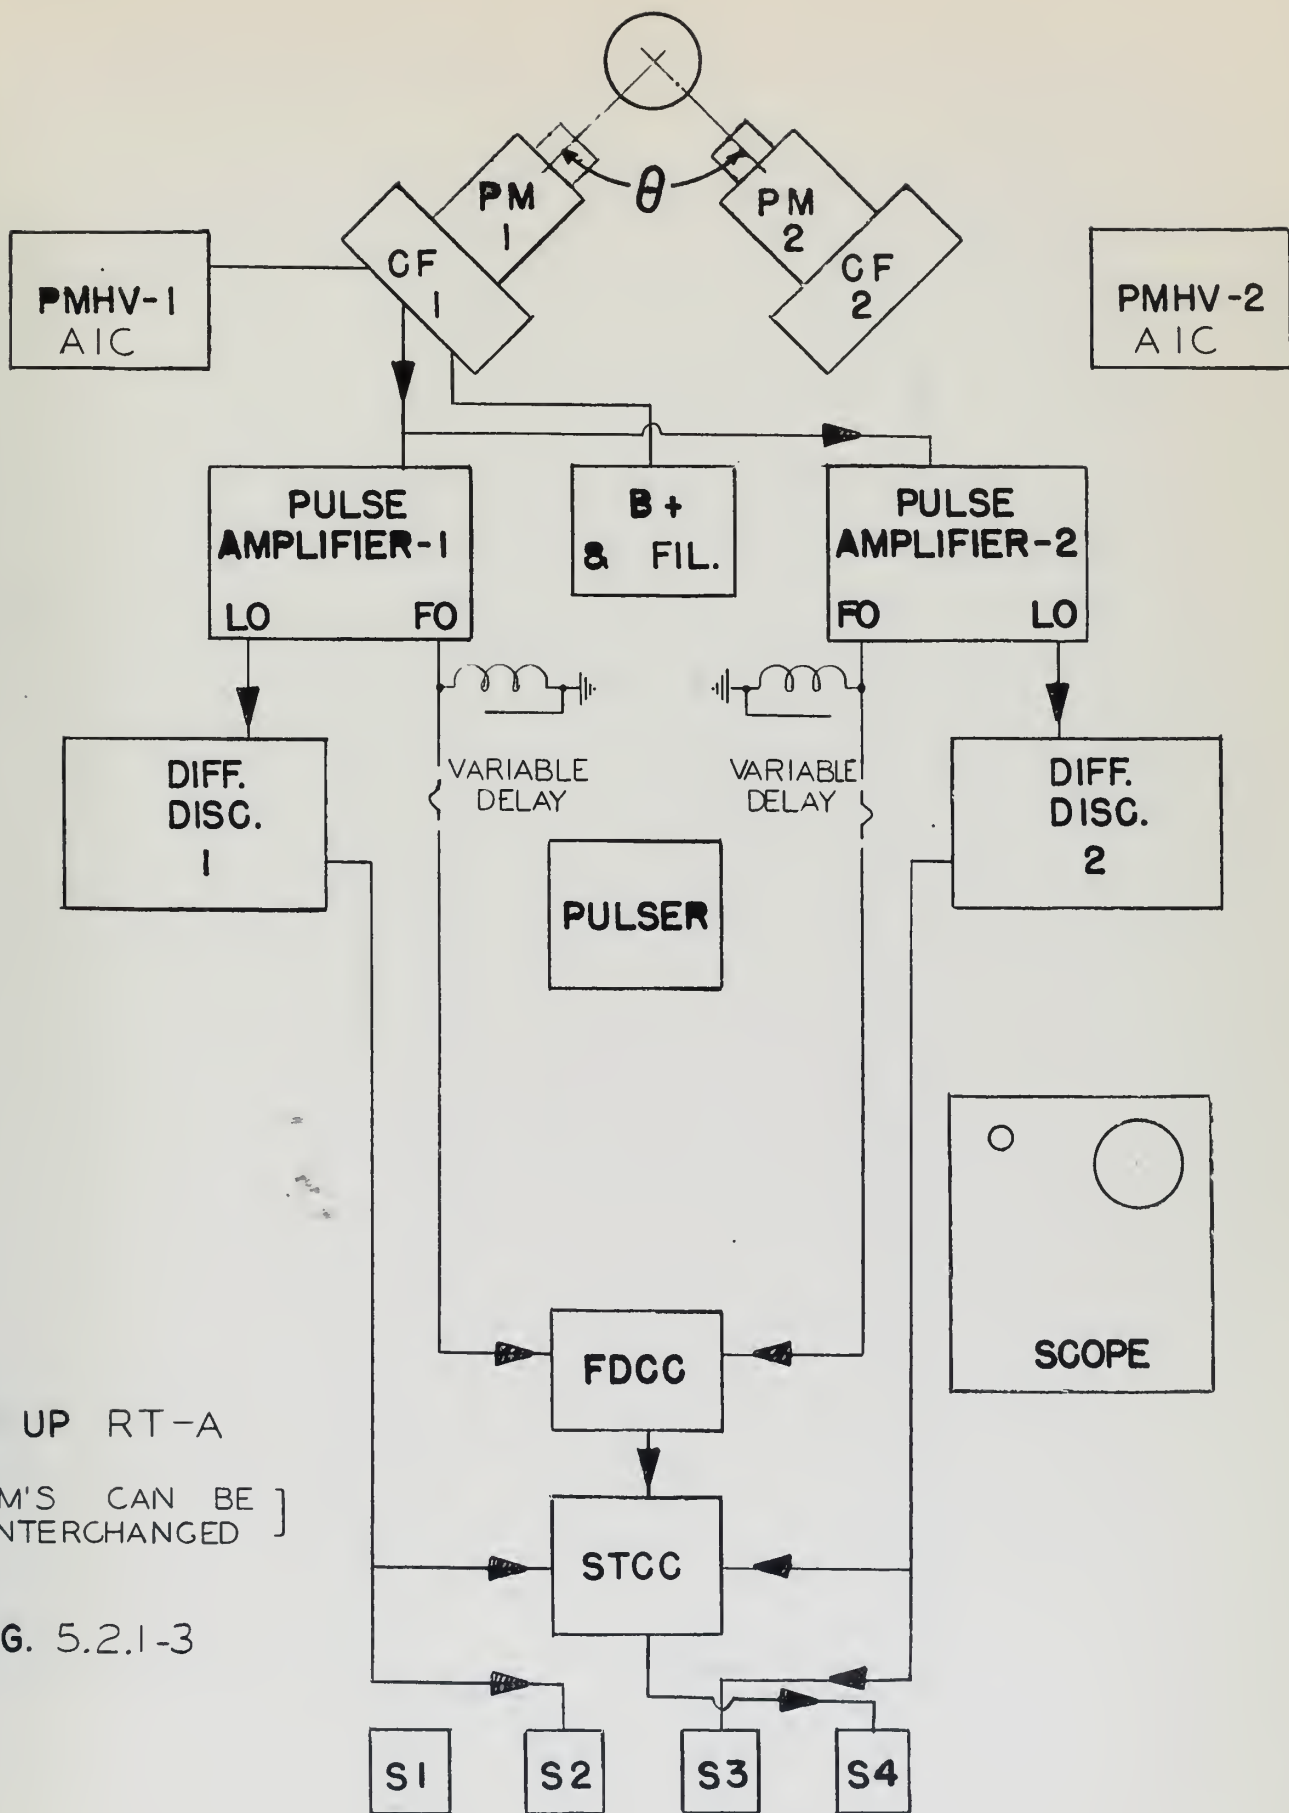 θ
PM
1
PM
2
CF
1
CF
2
PMHV-1
AIC
PMHV-2
AIC
PULSE
AMPLIFIER-1
LO FO
B+
& FIL.
PULSE
AMPLIFIER-2
FO LO
VARIABLE
DELAY
VARIABLE
DELAY
DIFF.
DISC.
1
DIFF.
DISC.
2
PULSER
SCOPE
FDCC
STCC
UP RT-A
M'S CAN BE ]
NTERCHANGED
G. 5.2.1-3
S1
S2
S3
S4